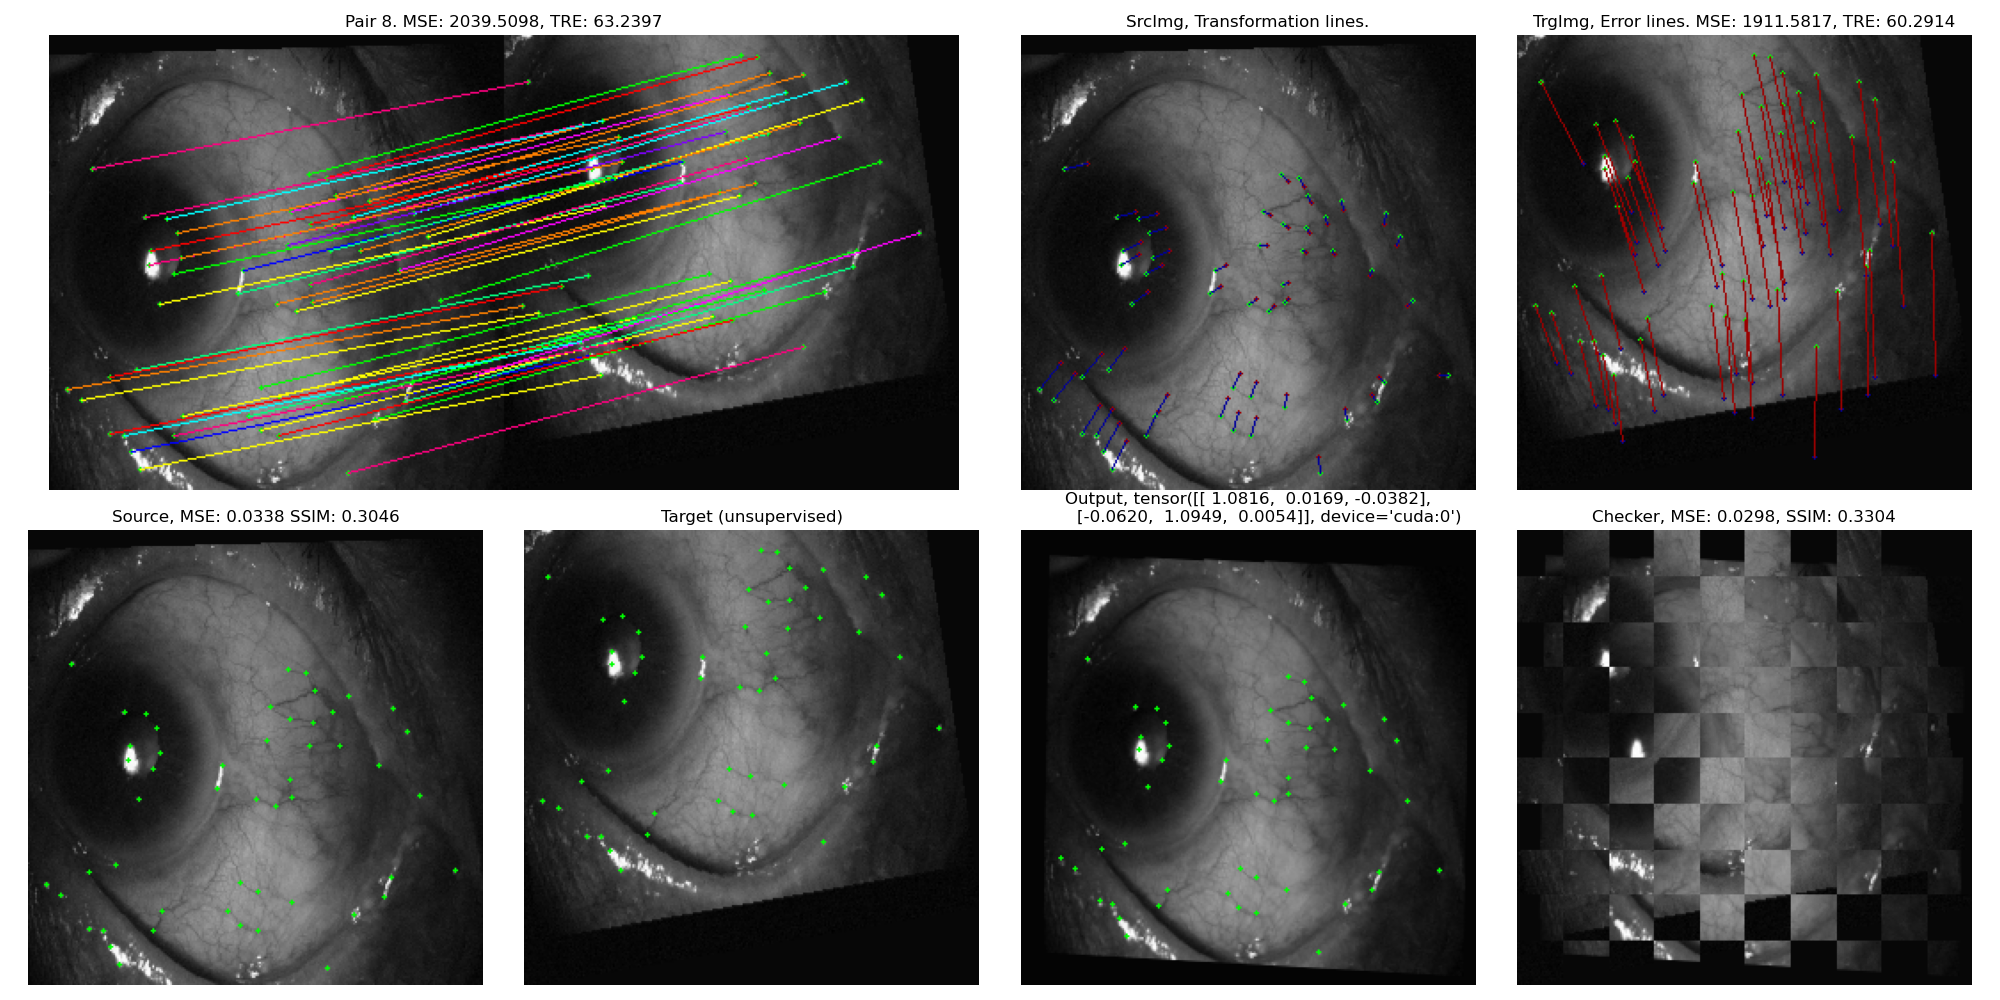 Pair 8. MSE: 2039.5098, TRE: 63.2397
SrcImg, Transformation lines.
TrgImg, Error lines. MSE: 1911.5817, TRE: 60.2914
Source, MSE: 0.0338 SSIM: 0.3046
Target (unsupervised)
Output, tensor([[ 1.0816,  0.0169, -0.0382],
[-0.0620,  1.0949,  0.0054]], device='cuda:0')
Checker, MSE: 0.0298, SSIM: 0.3304